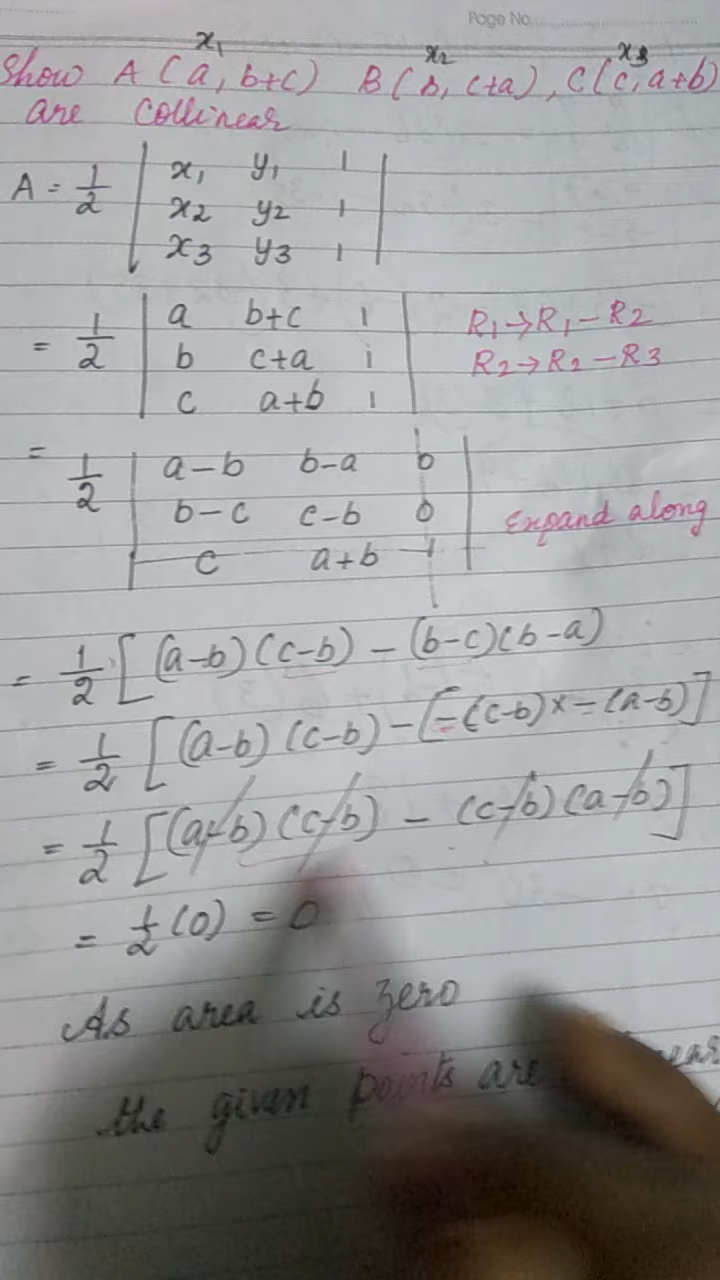 Page No.
x₁ x₂ x₃
Show A (a, b+c) B(b, c+a), C(c, a+b)
are collinear
A = 1/2 | x₁ y₁ 1 |
| x₂ y₂ 1 |
| x₃ y₃ 1 |
= 1/2 | a b+c 1 | R₁→R₁-R₂
| b c+a 1 | R₂→R₂-R₃
| c a+b 1 |
= 1/2 | a-b b-a 0 |
| b-c c-b 0 | expand along
| c a+b 1 |
= 1/2 [(a-b)(c-b) - (b-c)(b-a)
= 1/2 [(a-b)(c-b) - [-(c-b)×-(a-b)]
= 1/2 [(a-b)(c-b) - (c-b)(a-b)]
= 1/2 (0) = 0
As area is zero
the given points are